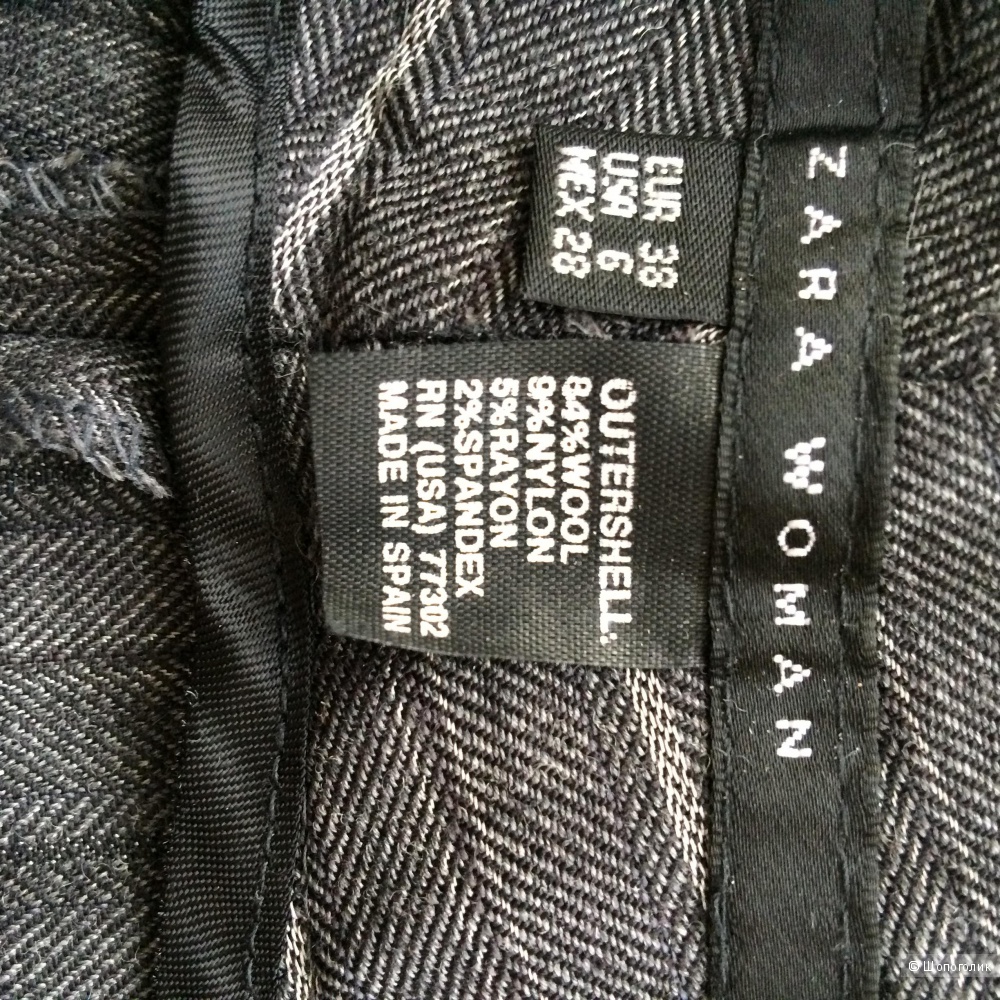 ZARA WOMAN
EUR 38
USA 6
MEX 28
OUTERSHELL:
84%WOOL
9%NYLON
5%RAYON
2%SPANDEX
RN (USA) 77302
MADE IN SPAIN
© Шопоголик